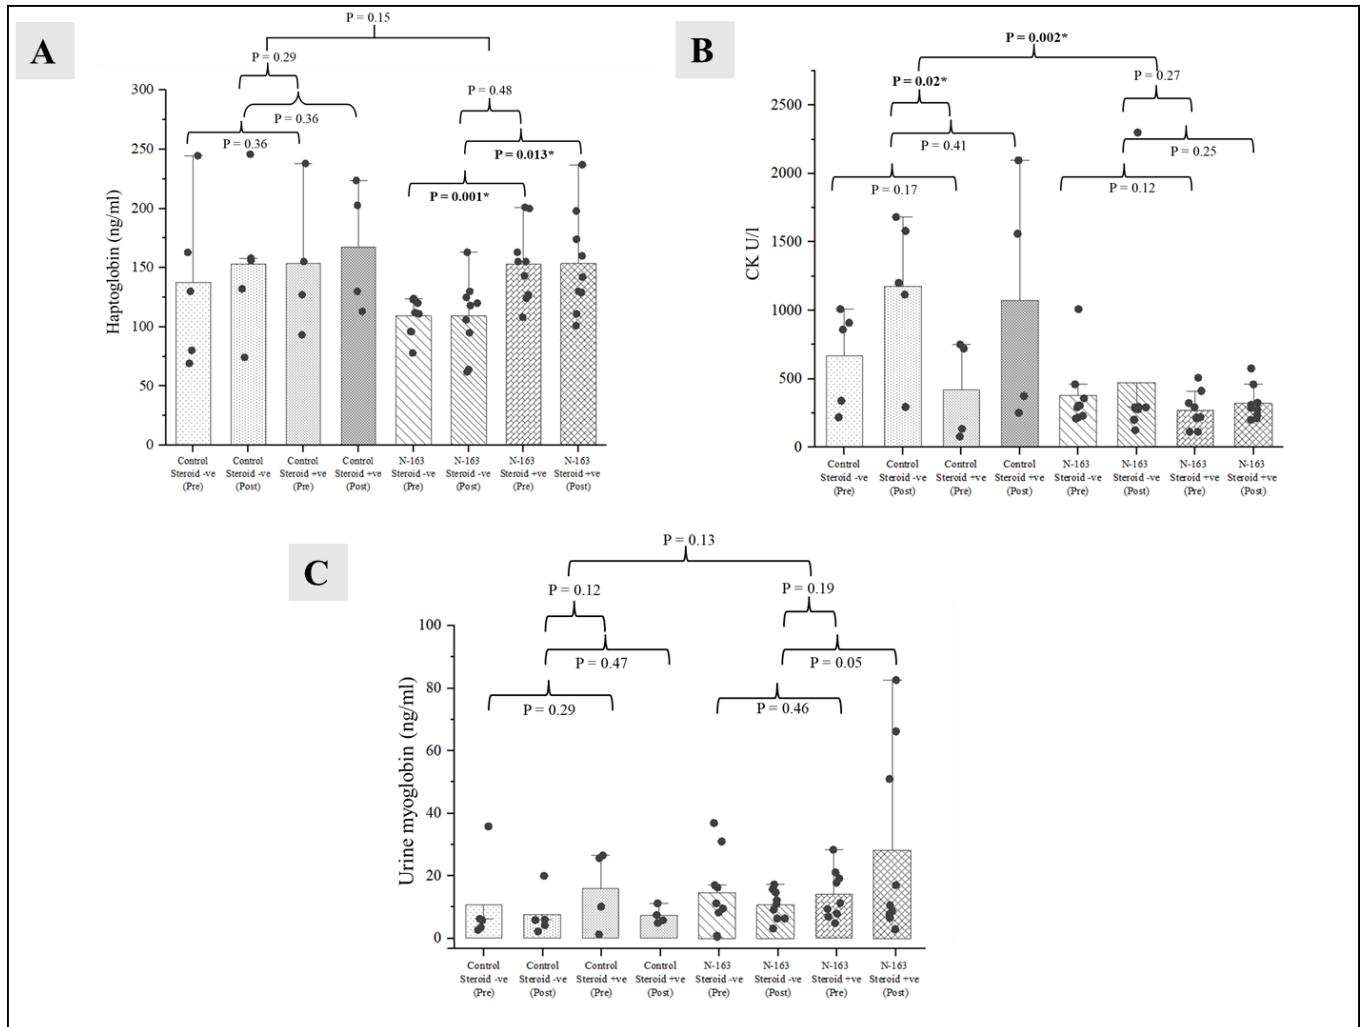 A
P = 0.15
P = 0.29
P = 0.48
P = 0.36
P = 0.36
P = 0.013*
P = 0.001*
Haptoglobin (ng/ml)
300
250
200
150
100
50
0
Control Steroid -ve (Pre)
Control Steroid -ve (Post)
Control Steroid +ve (Pre)
Control Steroid +ve (Post)
N-163 Steroid -ve (Pre)
N-163 Steroid -ve (Post)
N-163 Steroid +ve (Pre)
N-163 Steroid +ve (Post)
B
P = 0.002*
P = 0.02*
P = 0.27
P = 0.41
P = 0.25
P = 0.17
P = 0.12
CK U/l
2500
2000
1500
1000
500
0
Control Steroid -ve (Pre)
Control Steroid -ve (Post)
Control Steroid +ve (Pre)
Control Steroid +ve (Post)
N-163 Steroid -ve (Pre)
N-163 Steroid -ve (Post)
N-163 Steroid +ve (Pre)
N-163 Steroid +ve (Post)
C
P = 0.13
P = 0.12
P = 0.19
P = 0.47
P = 0.05
P = 0.29
P = 0.46
Urine myoglobin (ng/ml)
100
80
60
40
20
0
Control Steroid -ve (Pre)
Control Steroid -ve (Post)
Control Steroid +ve (Pre)
Control Steroid +ve (Post)
N-163 Steroid -ve (Pre)
N-163 Steroid -ve (Post)
N-163 Steroid +ve (Pre)
N-163 Steroid +ve (Post)